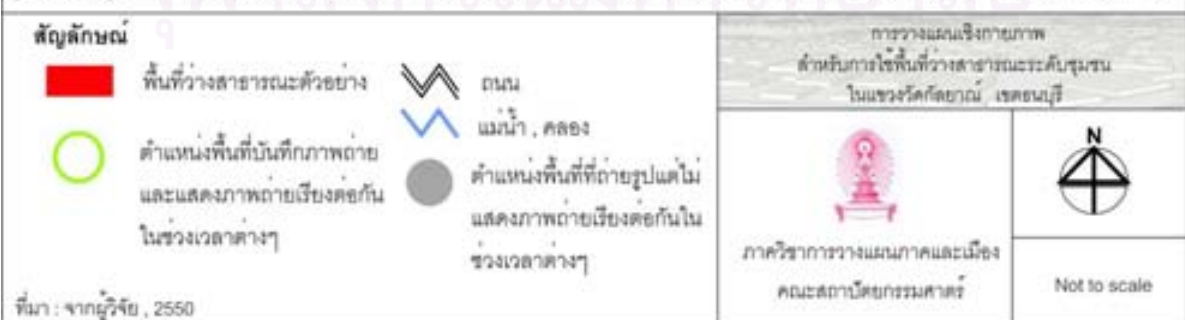 สัญลักษณ์
พื้นที่ว่างสาธารณะตัวอย่าง
ตำแหน่งพื้นที่บันทึกภาพถ่าย
และแสดงภาพถ่ายเรียงต่อกัน
ในช่วงเวลาต่างๆ
ถนน
แม่น้ำ , คลอง
ตำแหน่งพื้นที่ที่ถ่ายรูปแต่ไม่
แสดงภาพถ่ายเรียงต่อกันใน
ช่วงเวลาต่างๆ
ที่มา : จากผู้วิจัย , 2550
การวางแผนเชิงกายภาพ
สำหรับการใช้พื้นที่ว่างสาธารณะระดับชุมชน
ในแขวงวัดกัลยาณ์ เขตธนบุรี
ภาควิชาการวางแผนภาคและเมือง
คณะสถาปัตยกรรมศาสตร์
N
Not to scale